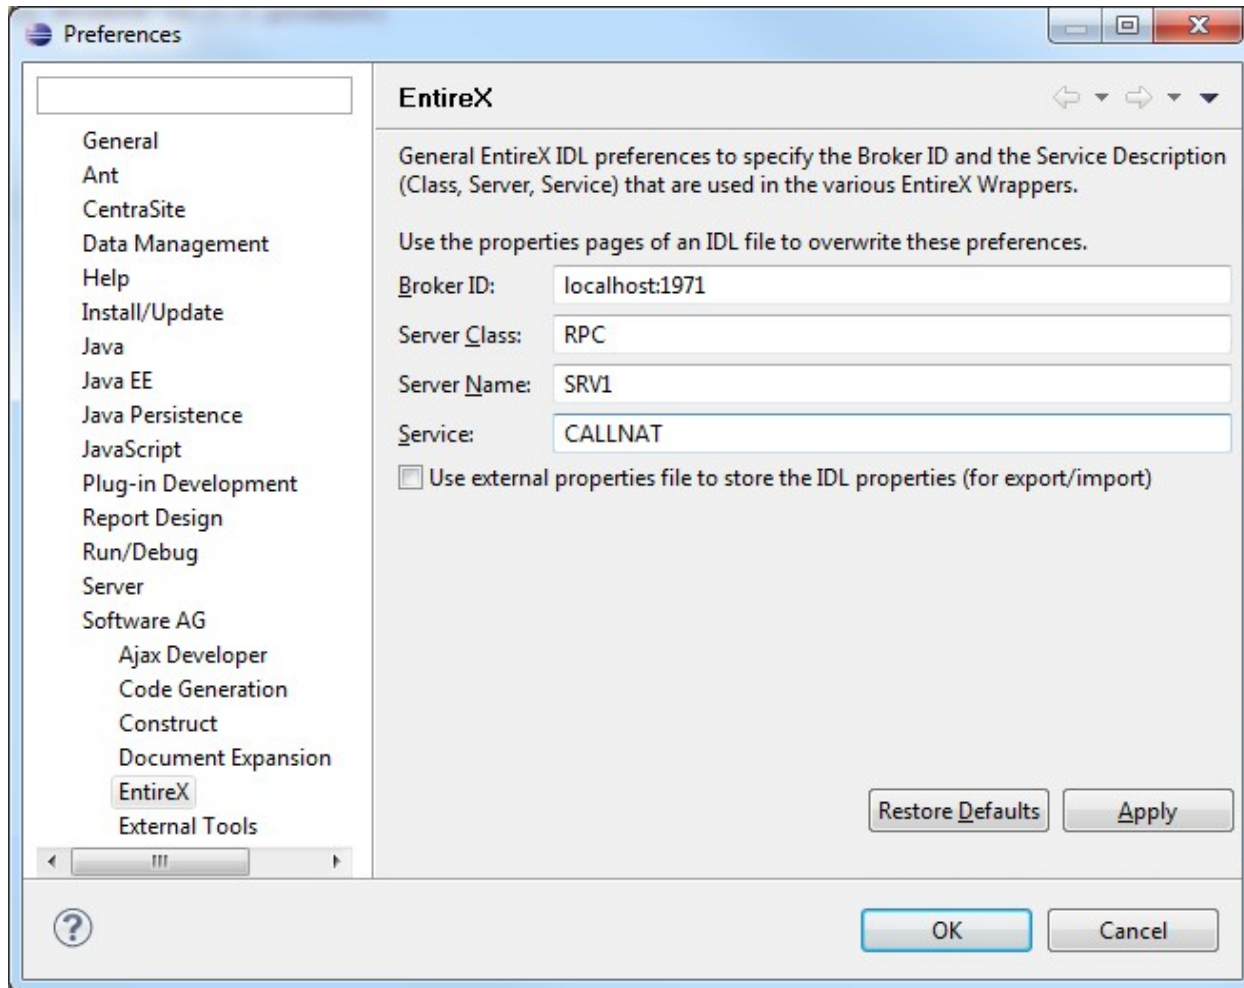 Preferences
General
Ant
CentraSite
Data Management
Help
Install/Update
Java
Java EE
Java Persistence
JavaScript
Plug-in Development
Report Design
Run/Debug
Server
Software AG
Ajax Developer
Code Generation
Construct
Document Expansion
EntireX
External Tools
EntireX
General EntireX IDL preferences to specify the Broker ID and the Service Description
(Class, Server, Service) that are used in the various EntireX Wrappers.
Use the properties pages of an IDL file to overwrite these preferences.
Broker ID: localhost:1971
Server Class: RPC
Server Name: SRV1
Service: CALLNAT
Use external properties file to store the IDL properties (for export/import)
Restore Defaults Apply
OK Cancel